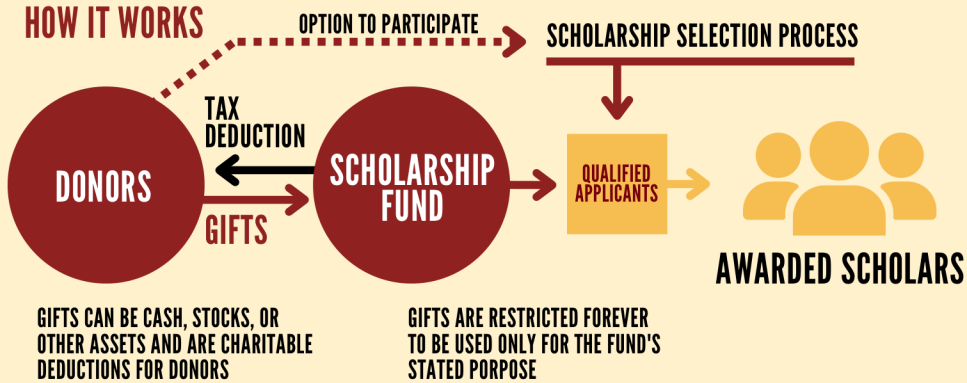 HOW IT WORKS
OPTION TO PARTICIPATE
SCHOLARSHIP SELECTION PROCESS
TAX
DEDUCTION
DONORS
GIFTS
SCHOLARSHIP
FUND
QUALIFIED
APPLICANTS
AWARDED SCHOLARS
GIFTS CAN BE CASH, STOCKS, OR
OTHER ASSETS AND ARE CHARITABLE
DEDUCTIONS FOR DONORS
GIFTS ARE RESTRICTED FOREVER
TO BE USED ONLY FOR THE FUND'S
STATED PORPOSE